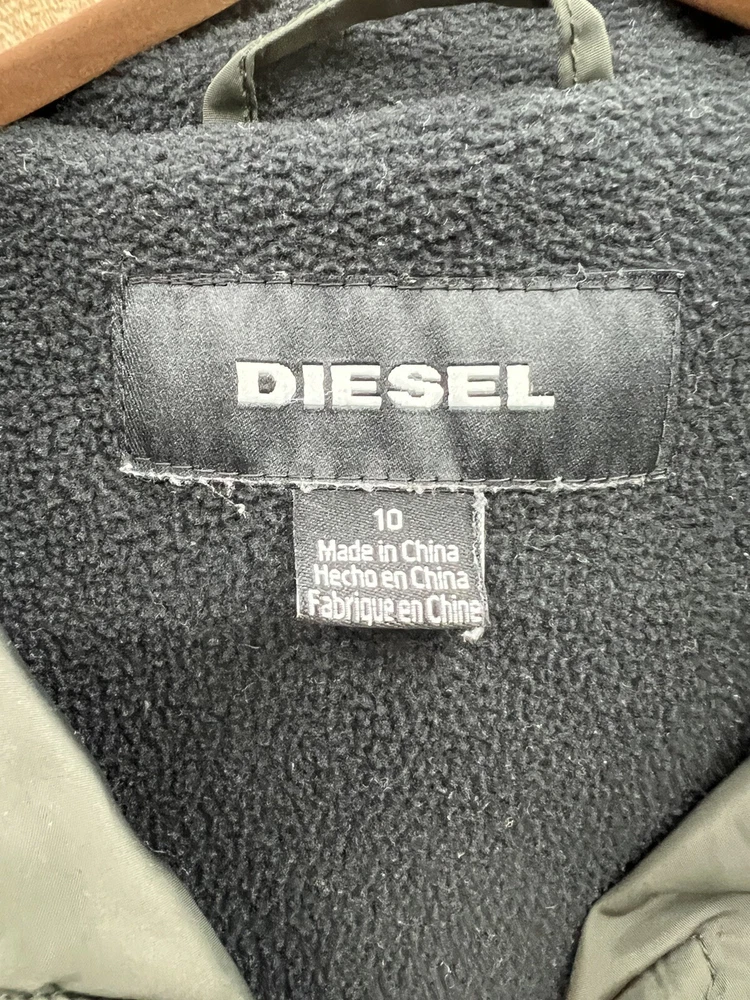 DIESEL
10
Made in China
Hecho en China
Fabrique en Chine